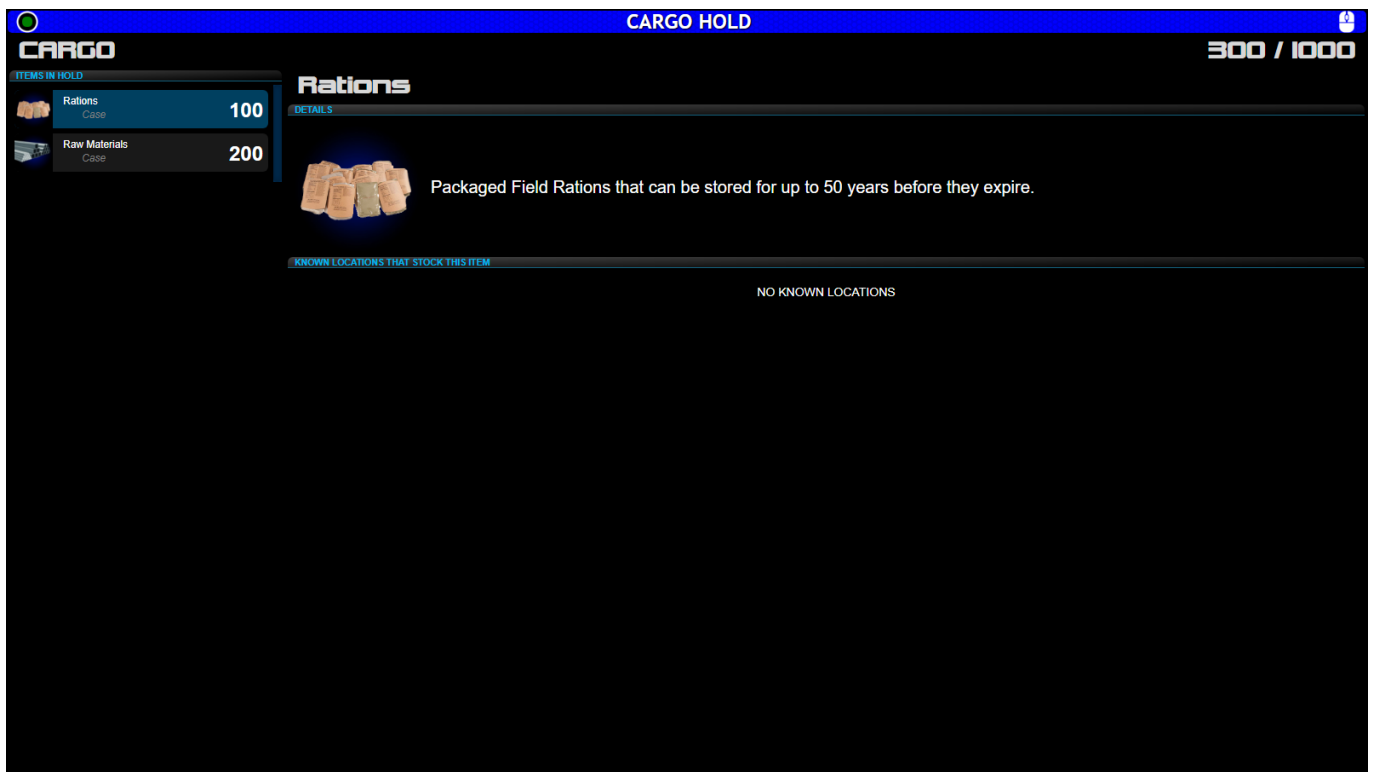 CARGO HOLD
CARGO
300 / 1000
ITEMS IN HOLD
Rations
Case
100
Raw Materials
Case
200
Rations
DETAILS
Packaged Field Rations that can be stored for up to 50 years before they expire.
KNOWN LOCATIONS THAT STOCK THIS ITEM
NO KNOWN LOCATIONS